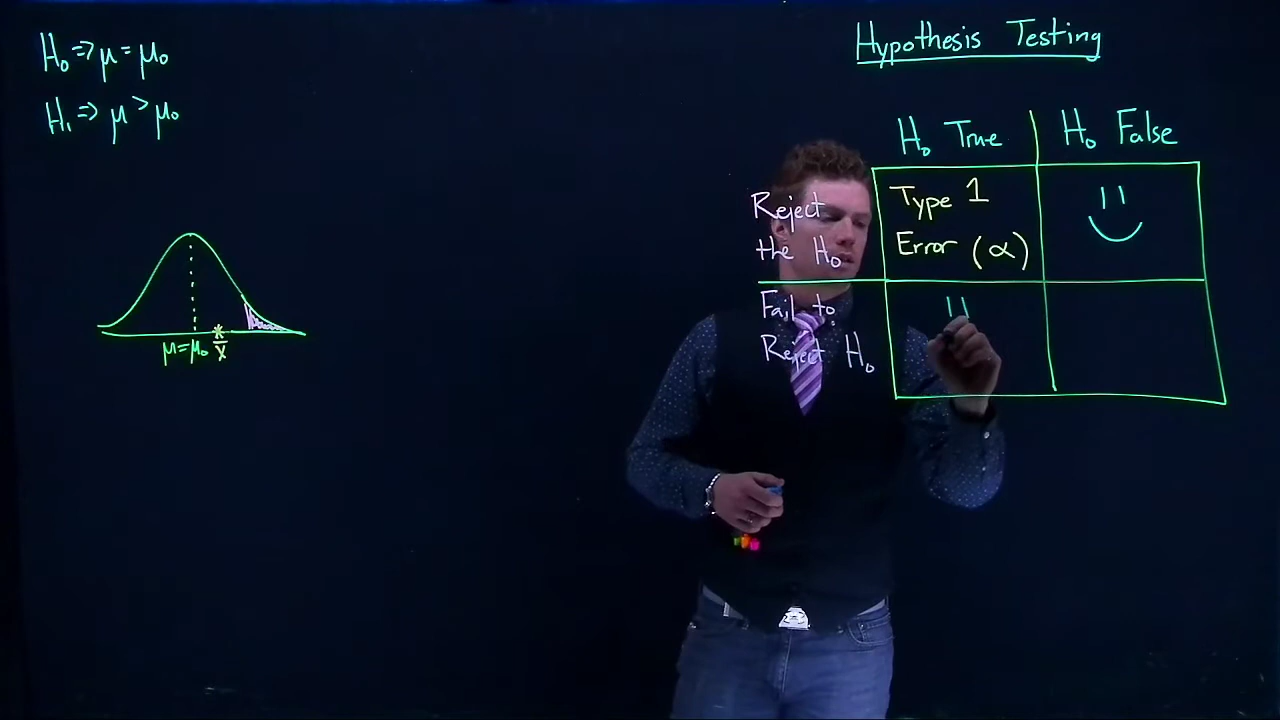 H₀ ⇒ μ = μ₀
H₁ ⇒ μ > μ₀
μ = μ₀
x̄
Hypothesis Testing
H₀ True
H₀ False
Reject
the H₀
Type 1
Error (α)
Fail to
Reject H₀